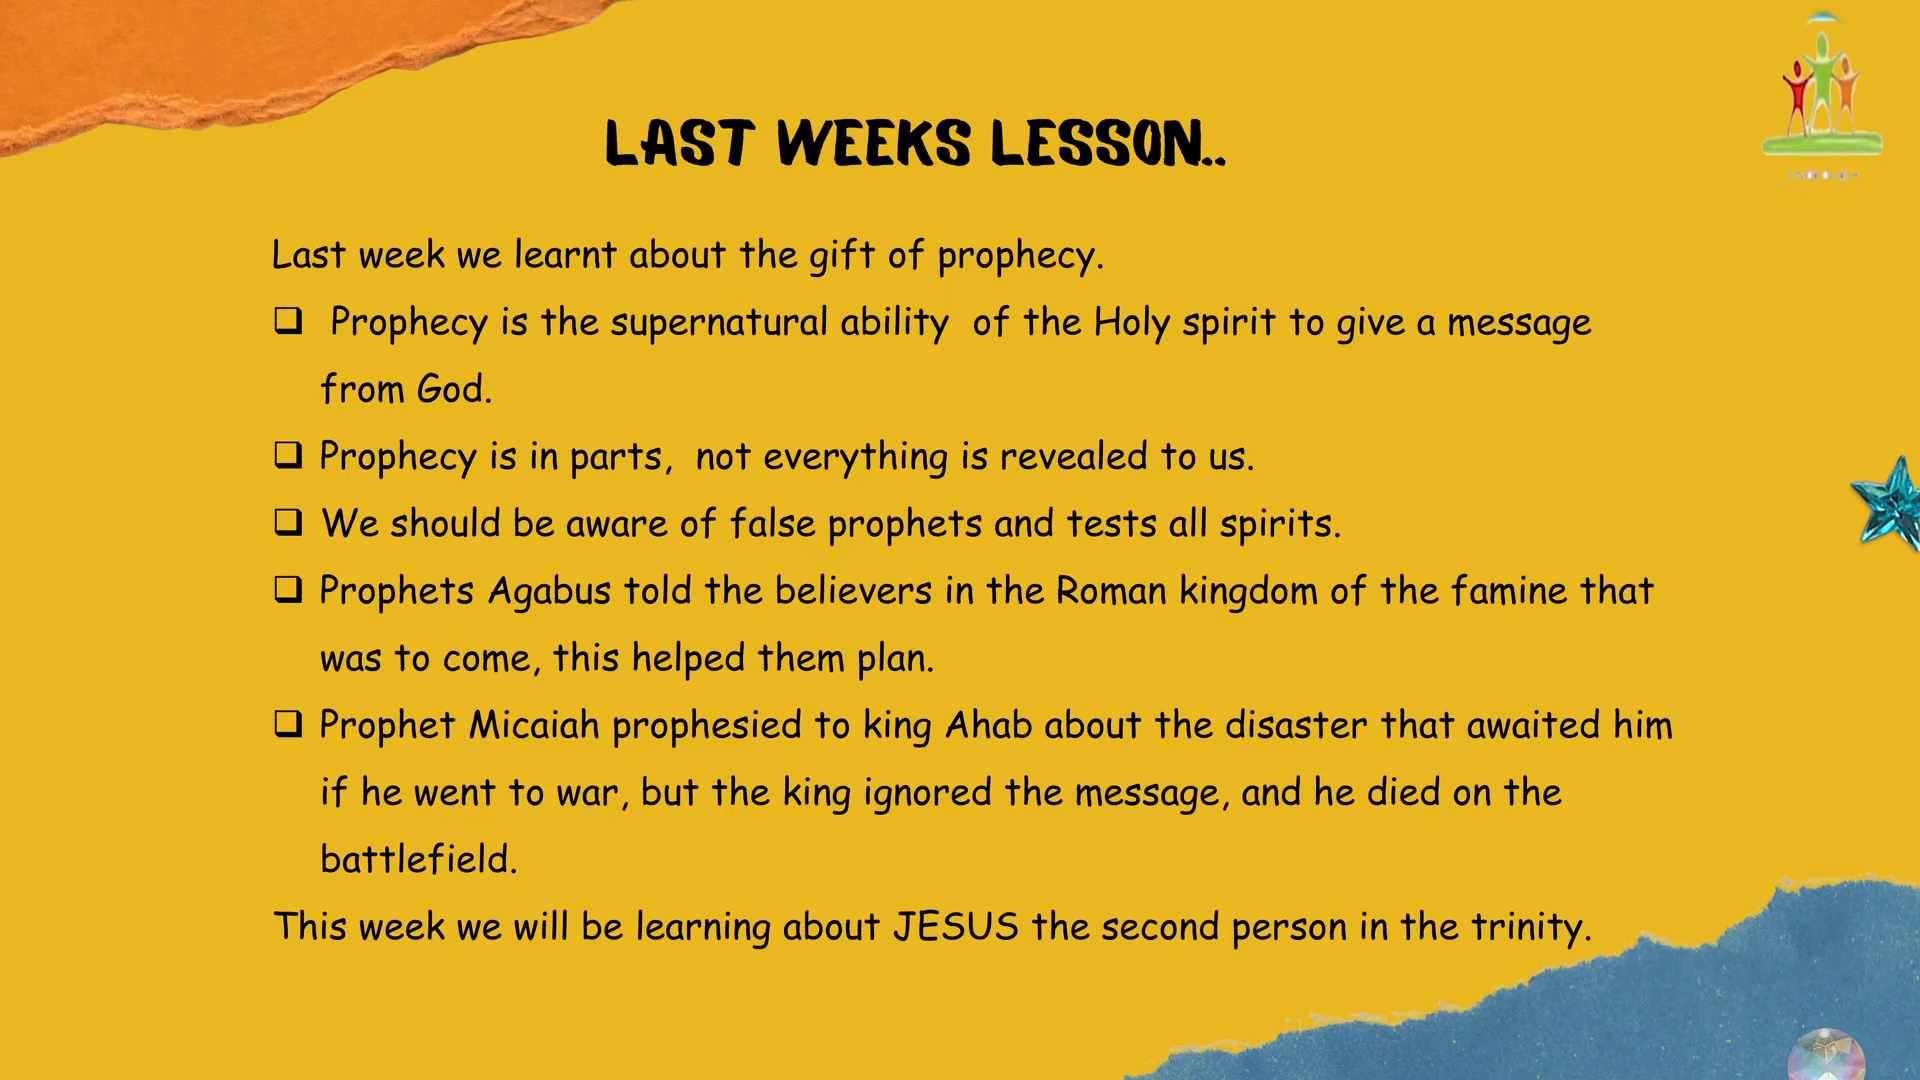 LAST WEEKS LESSON..
Last week we learnt about the gift of prophecy.
❑ Prophecy is the supernatural ability of the Holy spirit to give a message
from God.
❑ Prophecy is in parts, not everything is revealed to us.
❑ We should be aware of false prophets and tests all spirits.
❑ Prophets Agabus told the believers in the Roman kingdom of the famine that
was to come, this helped them plan.
❑ Prophet Micaiah prophesied to king Ahab about the disaster that awaited him
if he went to war, but the king ignored the message, and he died on the
battlefield.
This week we will be learning about JESUS the second person in the trinity.